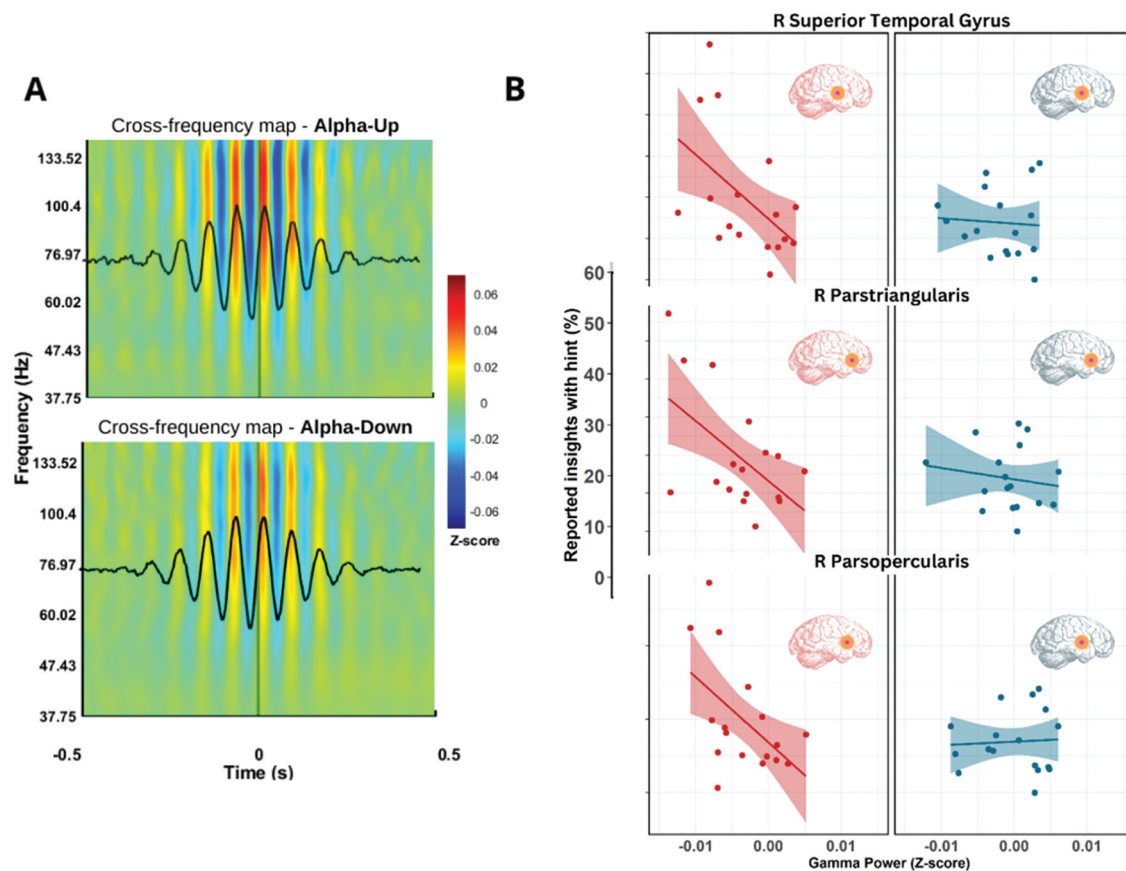 A
Cross-frequency map - Alpha-Up
133.52
100.4
76.97
60.02
47.43
37.75
Cross-frequency map - Alpha-Down
133.52
100.4
76.97
60.02
47.43
37.75
Frequency (Hz)
-0.5
0
0.5
Time (s)
0.06
0.04
0.02
0
-0.02
-0.04
-0.06
Z-score
B
R Superior Temporal Gyrus
R Parstriangularis
R Parsopercularis
Reported insights with hint (%)
60
50
40
30
20
10
0
-0.01
0.00
0.01
-0.01
0.00
0.01
Gamma Power (Z-score)